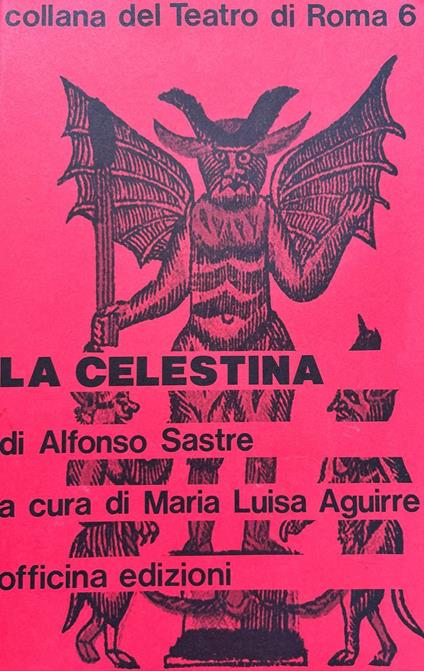 collana del Teatro di Roma 6
LA CELESTINA
di Alfonso Sastre
a cura di Maria Luisa Aguirre
officina edizioni